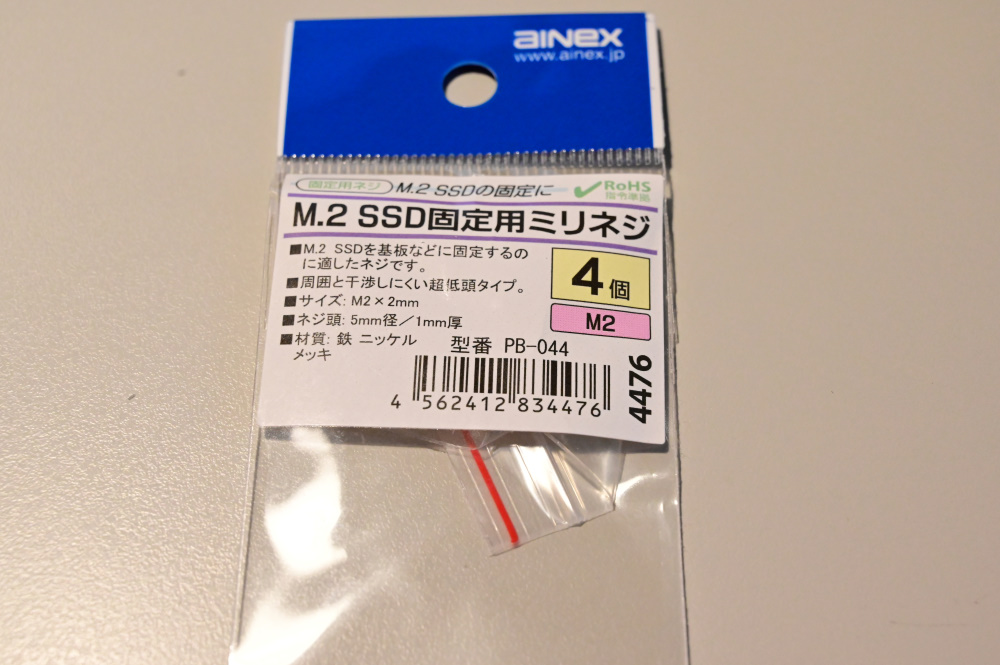 aiNex
www.ainex.jp
固定用ネジ M.2 SSDの固定に
RoHS
指令準拠
M.2 SSD固定用ミリネジ
■M.2 SSDを基板などに固定するの
に適したネジです。
■周囲と干渉しにくい超低頭タイプ。
■サイズ: M2×2mm
■ネジ頭: 5mm径／1mm厚
■材質: 鉄 ニッケル
メッキ
4個
M2
型番 PB-044
4 562412 834476
4476